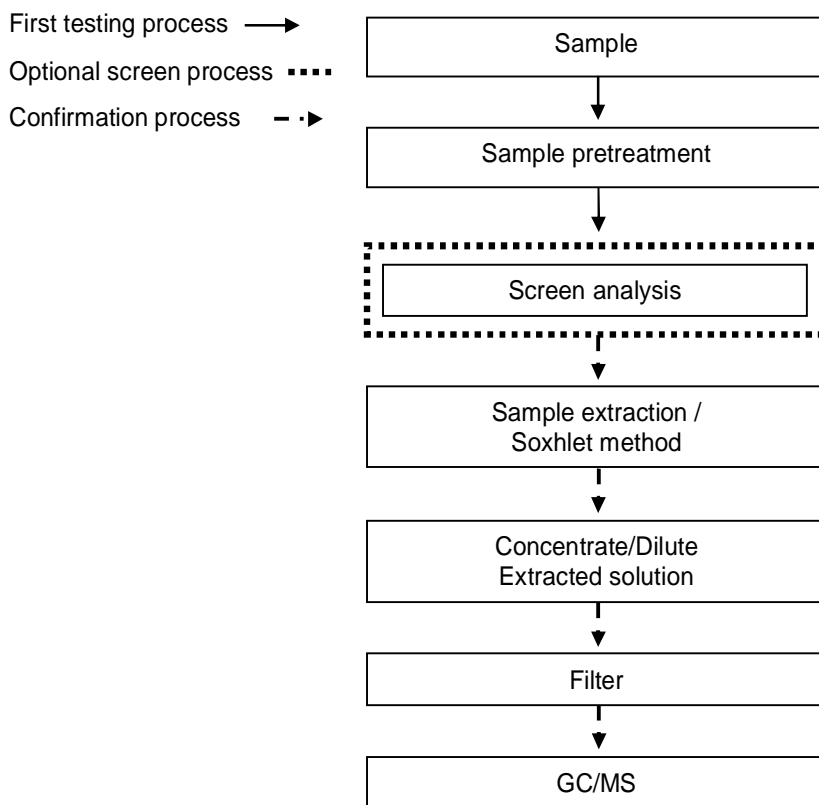 First testing process
Optional screen process
Confirmation process
Sample
Sample pretreatment
Screen analysis
Sample extraction /
Soxhlet method
Concentrate/Dilute
Extracted solution
Filter
GC/MS